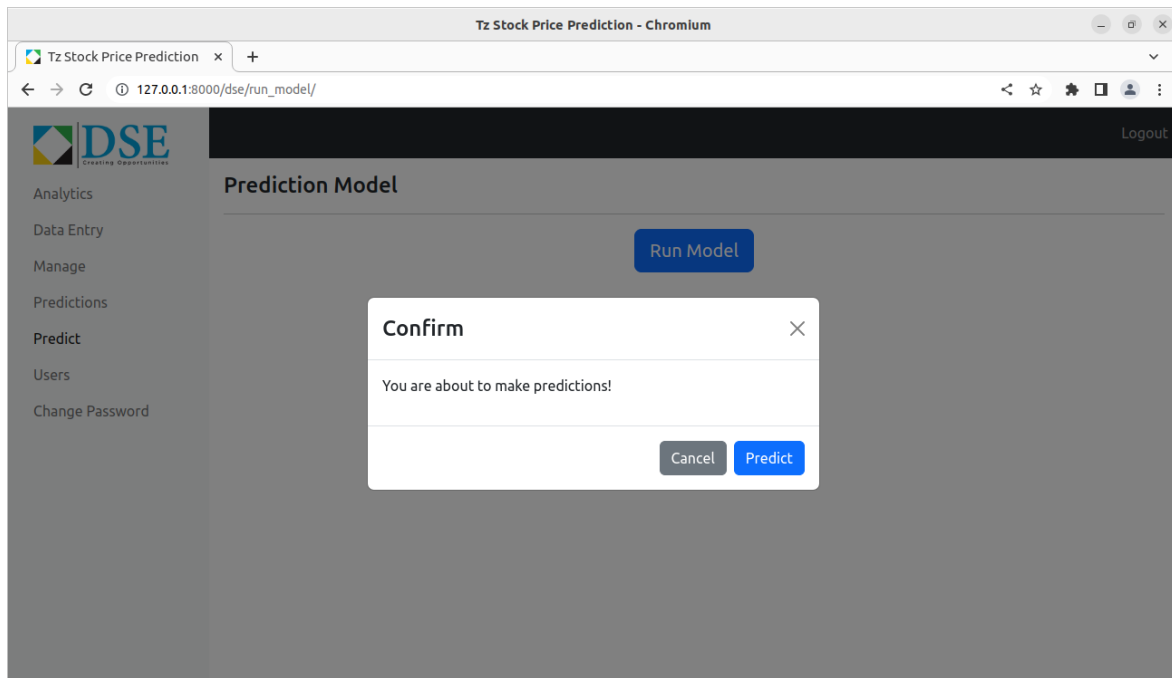 Tz Stock Price Prediction - Chromium
Tz Stock Price Prediction
127.0.0.1:8000/dse/run_model/
DSE
Creating Opportunities
Logout
Analytics
Data Entry
Manage
Predictions
Predict
Users
Change Password
Prediction Model
Run Model
Confirm
You are about to make predictions!
Cancel Predict